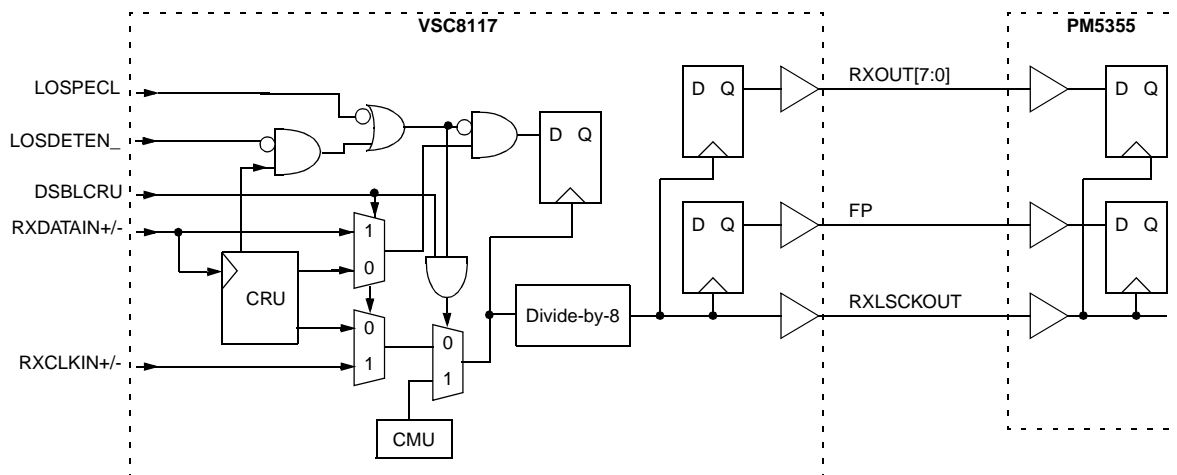 VSC8117
PM5355
LOSPECL
RXOUT[7:0]
D Q
D Q
LOSDETEN_
D Q
DSBLCRU
RXDATAIN+/-
1
FP
D Q
D Q
0
CRU
RXLSCKOUT
Divide-by-8
0
0
RXCLKIN+/-
1
1
CMU